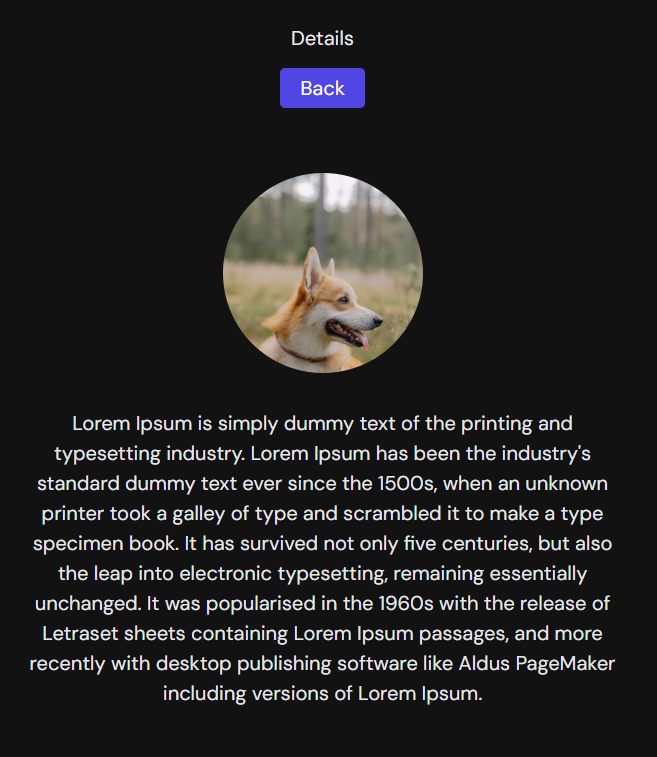 Details
Back
Lorem Ipsum is simply dummy text of the printing and
typesetting industry. Lorem Ipsum has been the industry's
standard dummy text ever since the 1500s, when an unknown
printer took a galley of type and scrambled it to make a type
specimen book. It has survived not only five centuries, but also
the leap into electronic typesetting, remaining essentially
unchanged. It was popularised in the 1960s with the release of
Letraset sheets containing Lorem Ipsum passages, and more
recently with desktop publishing software like Aldus PageMaker
including versions of Lorem Ipsum.